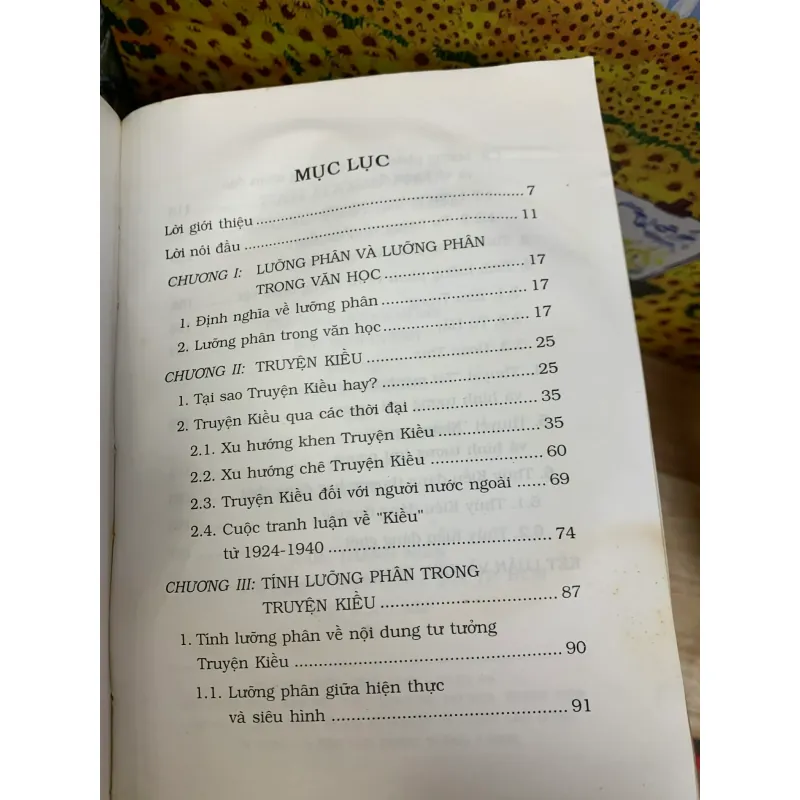 MỤC LỤC
Lời giới thiệu ..................................................... 7
Lời nói đầu ..................................................... 11
CHƯƠNG I: LƯỠNG PHÂN VÀ LƯỠNG PHÂN
TRONG VĂN HỌC ........................... 17
1. Định nghĩa về lưỡng phân ........................... 17
2. Lưỡng phân trong văn học ........................... 17
CHƯƠNG II: TRUYỆN KIỀU ............................... 25
1. Tại sao Truyện Kiều hay? ............................ 25
2. Truyện Kiều qua các thời đại ........................ 35
2.1. Xu hướng khen Truyện Kiều ..................... 35
2.2. Xu hướng chê Truyện Kiều ...................... 60
2.3. Truyện Kiều đối với người nước ngoài ...... 69
2.4. Cuộc tranh luận về "Kiều"
từ 1924-1940 ........................................ 74
CHƯƠNG III: TÍNH LƯỠNG PHÂN TRONG
TRUYỆN KIỀU ................................ 87
1. Tính lưỡng phân về nội dung tư tưởng
Truyện Kiều ................................................ 90
1.1. Lưỡng phân giữa hiện thực
và siêu hình .......................................... 91